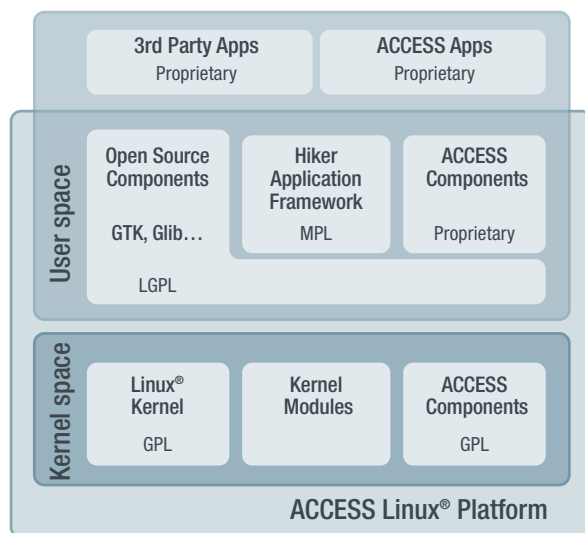 3rd Party Apps
Proprietary
ACCESS Apps
Proprietary
User space
Open Source
Components
GTK, Glib…
LGPL
Hiker
Application
Framework
MPL
ACCESS
Components
Proprietary
Kernel space
Linux®
Kernel
GPL
Kernel
Modules
ACCESS
Components
GPL
ACCESS Linux® Platform